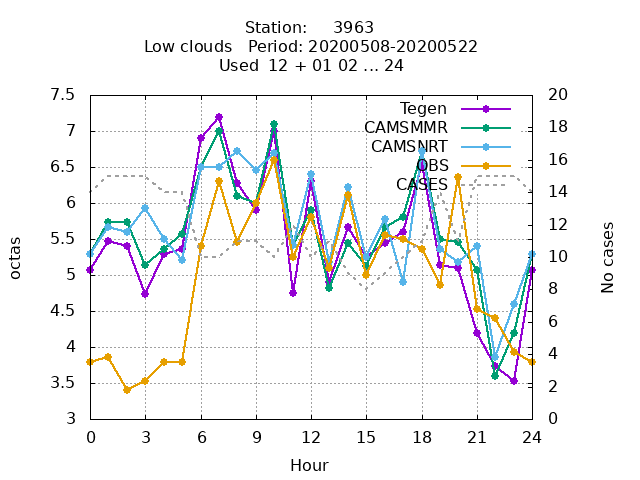 Station: 3963
Low clouds Period: 20200508-20200522
Used 12 + 01 02 ... 24
7.5
7
6.5
6
5.5
5
4.5
4
3.5
3
octas
20
18
16
14
12
10
8
6
4
2
0
No cases
Tegen
CAMSMMR
CAMSNRT
OBS
CASES
0 3 6 9 12 15 18 21 24
Hour